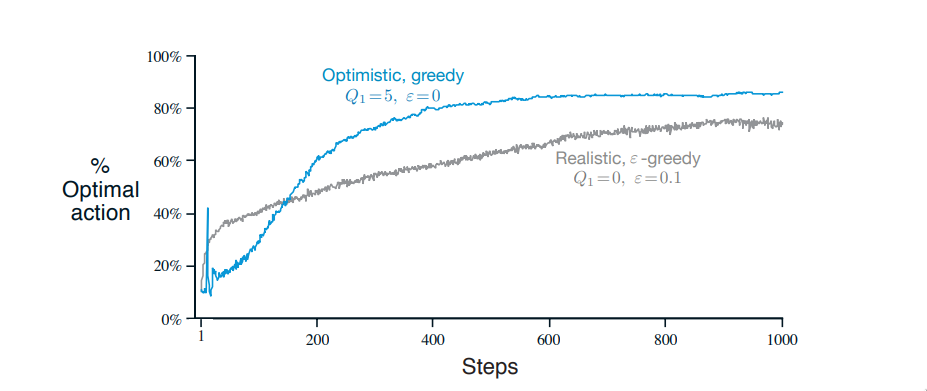 100%
80%
60%
40%
20%
0%
%
Optimal
action
Optimistic, greedy
Q₁=5, ε=0
Realistic, ε-greedy
Q₁=0, ε=0.1
1
200
400
600
800
1000
Steps